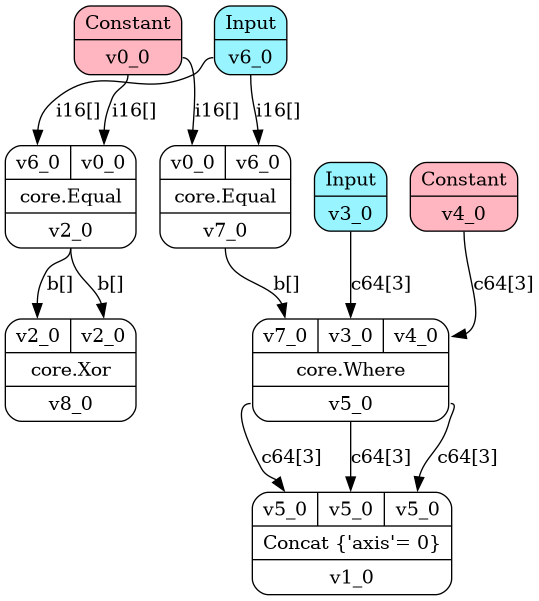 Constant
v0_0
Input
v6_0
i16[]
i16[]
i16[]
i16[]
v6_0 v0_0
core.Equal
v2_0
v0_0 v6_0
core.Equal
v7_0
Input
v3_0
Constant
v4_0
b[]
b[]
b[]
c64[3]
c64[3]
v2_0 v2_0
core.Xor
v8_0
v7_0 v3_0 v4_0
core.Where
v5_0
c64[3]
c64[3]
c64[3]
v5_0 v5_0 v5_0
Concat {'axis'= 0}
v1_0